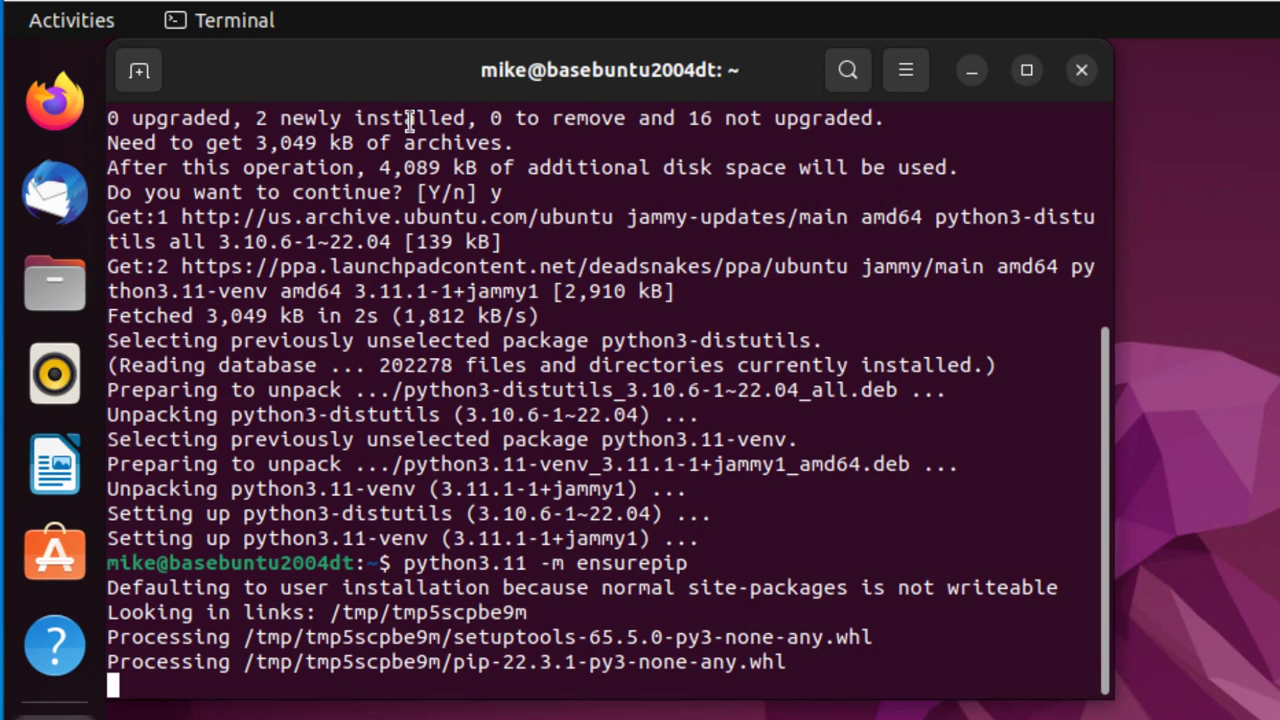 Activities Terminal
mike@basebuntu2004dt: ~
0 upgraded, 2 newly installed, 0 to remove and 16 not upgraded.
Need to get 3,049 kB of archives.
After this operation, 4,089 kB of additional disk space will be used.
Do you want to continue? [Y/n] y
Get:1 http://us.archive.ubuntu.com/ubuntu jammy-updates/main amd64 python3-distu
tils all 3.10.6-1~22.04 [139 kB]
Get:2 https://ppa.launchpadcontent.net/deadsnakes/ppa/ubuntu jammy/main amd64 py
thon3.11-venv amd64 3.11.1-1+jammy1 [2,910 kB]
Fetched 3,049 kB in 2s (1,812 kB/s)
Selecting previously unselected package python3-distutils.
(Reading database ... 202278 files and directories currently installed.)
Preparing to unpack .../python3-distutils_3.10.6-1~22.04_all.deb ...
Unpacking python3-distutils (3.10.6-1~22.04) ...
Selecting previously unselected package python3.11-venv.
Preparing to unpack .../python3.11-venv_3.11.1-1+jammy1_amd64.deb ...
Unpacking python3.11-venv (3.11.1-1+jammy1) ...
Setting up python3-distutils (3.10.6-1~22.04) ...
Setting up python3.11-venv (3.11.1-1+jammy1) ...
mike@basebuntu2004dt:~$ python3.11 -m ensurepip
Defaulting to user installation because normal site-packages is not writeable
Looking in links: /tmp/tmp5scpbe9m
Processing /tmp/tmp5scpbe9m/setuptools-65.5.0-py3-none-any.whl
Processing /tmp/tmp5scpbe9m/pip-22.3.1-py3-none-any.whl